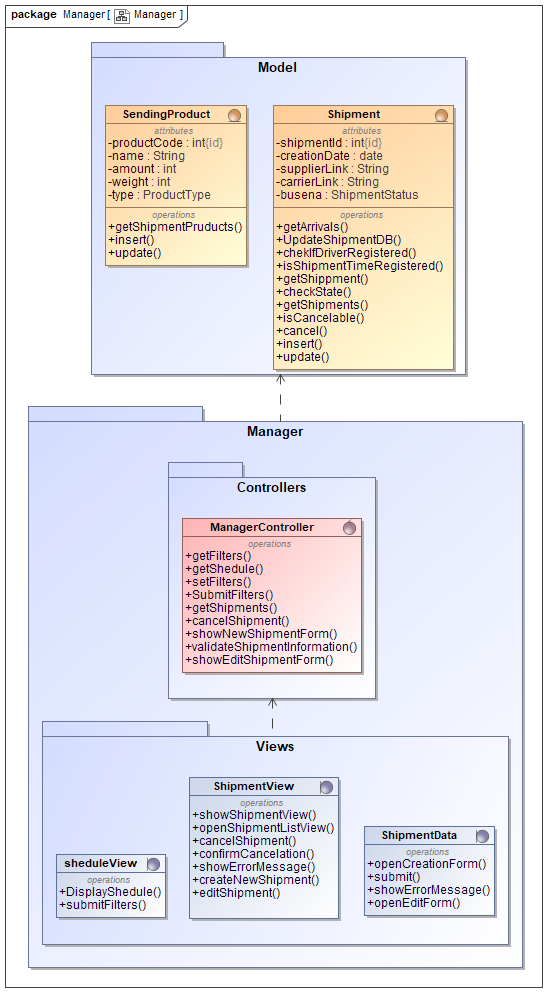 package Manager[ Manager ]
Model
SendingProduct
attributes
-productCode : int{id}
-name : String
-amount : int
-weight : int
-type : ProductType
operations
+getShipmentPruducts()
+insert()
+update()
Shipment
attributes
-shipmentId : int{id}
-creationDate : date
-supplierLink : String
-carrierLink : String
-busena : ShipmentStatus
operations
+getArrivals()
+UpdateShipmentDB()
+chekIfDriverRegistered()
+isShipmentTimeRegistered()
+getShippment()
+checkState()
+getShipments()
+isCancelable()
+cancel()
+insert()
+update()
Manager
Controllers
ManagerController
operations
+getFilters()
+getShedule()
+setFilters()
+SubmitFilters()
+getShipments()
+cancelShipment()
+showNewShipmentForm()
+validateShipmentInformation()
+showEditShipmentForm()
Views
sheduleView
operations
+DisplayShedule()
+submitFilters()
ShipmentView
operations
+showShipmentView()
+openShipmentListView()
+cancelShipment()
+confirmCancelation()
+showErrorMessage()
+createNewShipment()
+editShipment()
ShipmentData
operations
+openCreationForm()
+submit()
+showErrorMessage()
+openEditForm()